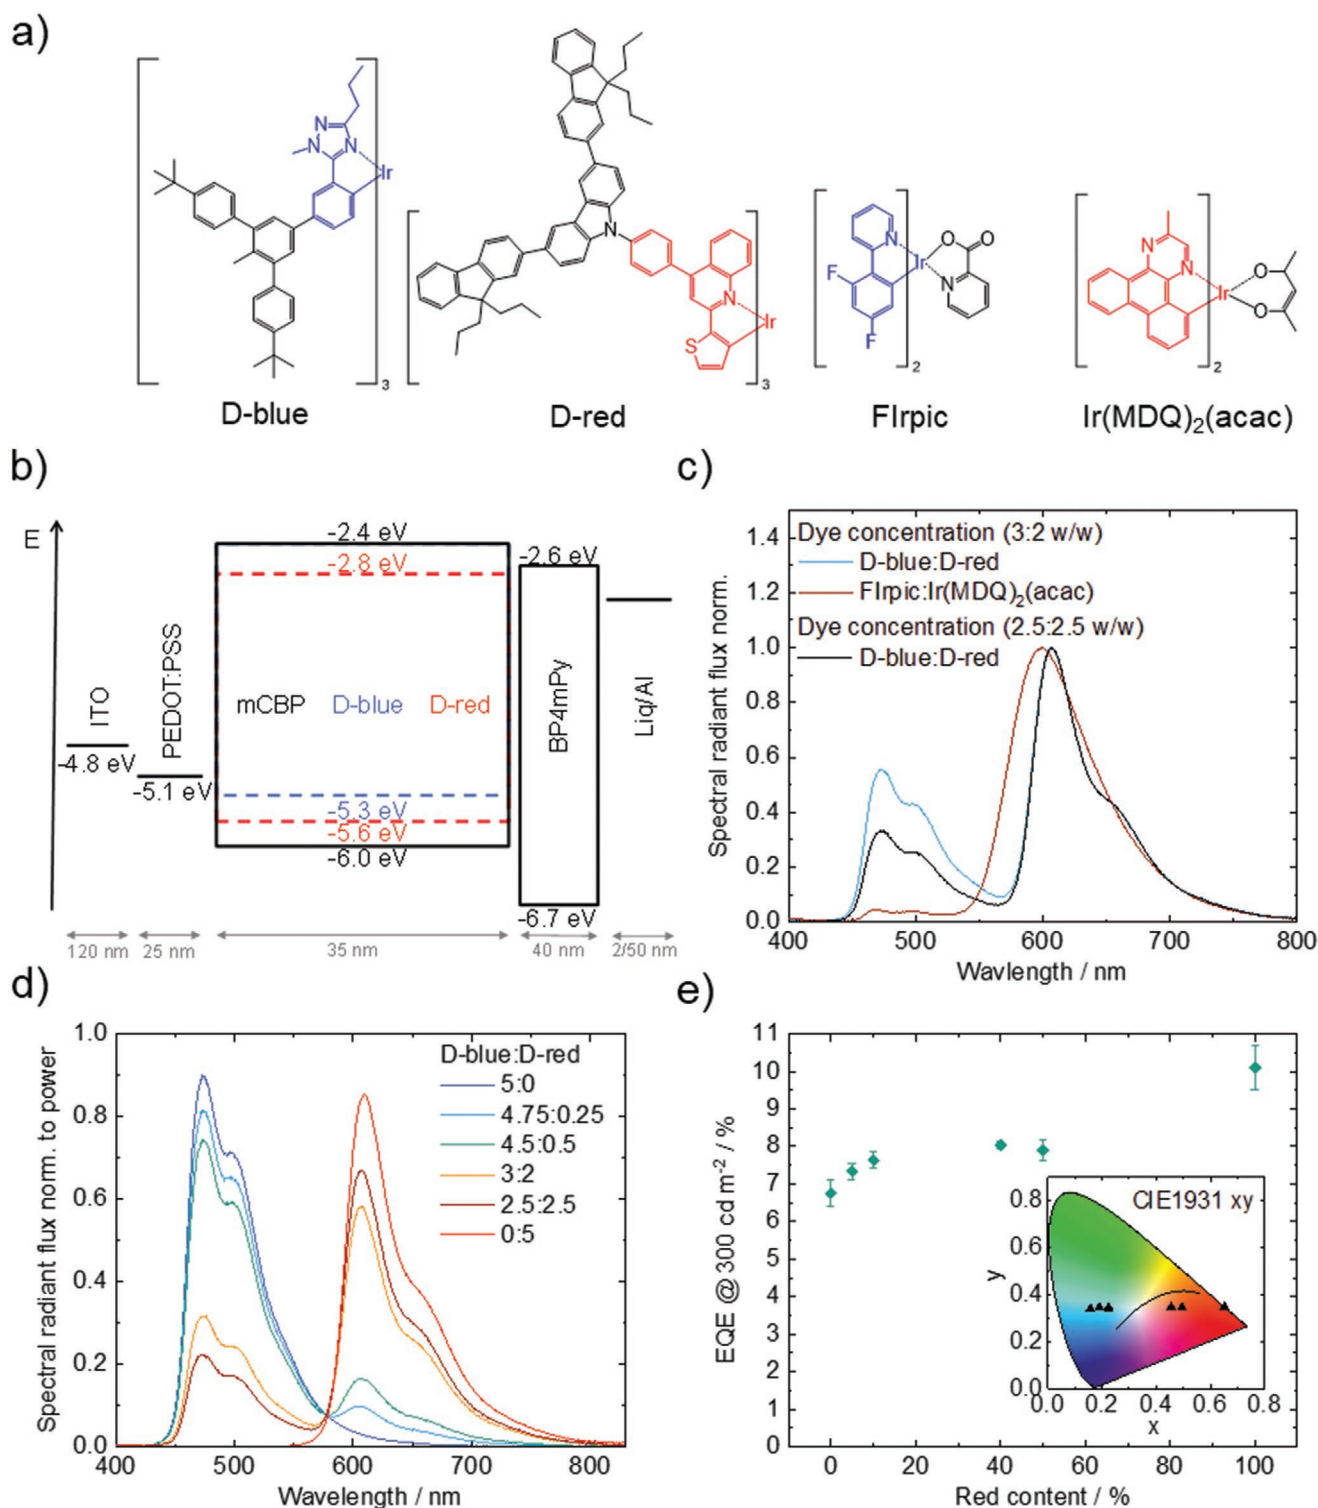 a)
N
N
N
Ir
3
D-blue
N
N
S
Ir
3
D-red
N
F
F
Ir
O
O
N
2
FIrpic
N
N
Ir
O
O
2
Ir(MDQ)2(acac)
b)
E
ITO
-4.8 eV
PEDOT:PSS
-5.1 eV
-2.4 eV
-2.8 eV
mCBP D-blue D-red
-5.3 eV
-5.6 eV
-6.0 eV
-2.6 eV
BP4mPy
-6.7 eV
Liq/Al
120 nm 25 nm 35 nm 40 nm 2/50 nm
c)
Spectral radiant flux norm.
1.4
1.2
1.0
0.8
0.6
0.4
0.2
0.0
Dye concentration (3:2 w/w)
D-blue:D-red
FIrpic:Ir(MDQ)2(acac)
Dye concentration (2.5:2.5 w/w)
D-blue:D-red
400 500 600 700 800
Wavlength / nm
d)
Spectral radiant flux norm. to power
1.0
0.8
0.6
0.4
0.2
0.0
D-blue:D-red
5:0
4.75:0.25
4.5:0.5
3:2
2.5:2.5
0:5
400 500 600 700 800
Wavelength / nm
e)
EQE @300 cd m-2 / %
11
10
9
8
7
6
5
4
3
2
1
0
CIE1931 xy
y
0.8
0.6
0.4
0.2
0.0
0.0 0.2 0.4 0.6 0.8
x
0 20 40 60 80 100
Red content / %